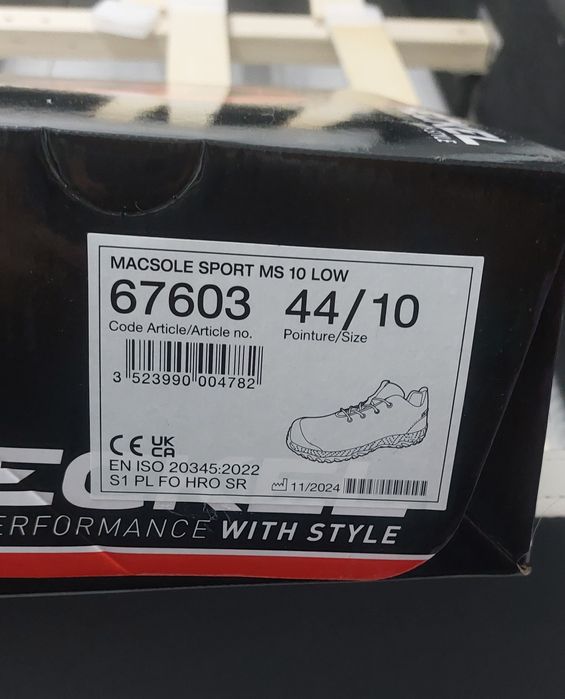 MACSOLE SPORT MS 10 LOW
67603 44/10
Code Article/Article no. Pointure/Size
3 523990 004782
CE UK CA
EN ISO 20345:2022
S1 PL FO HRO SR 11/2024
ERFORMANCE WITH STYLE